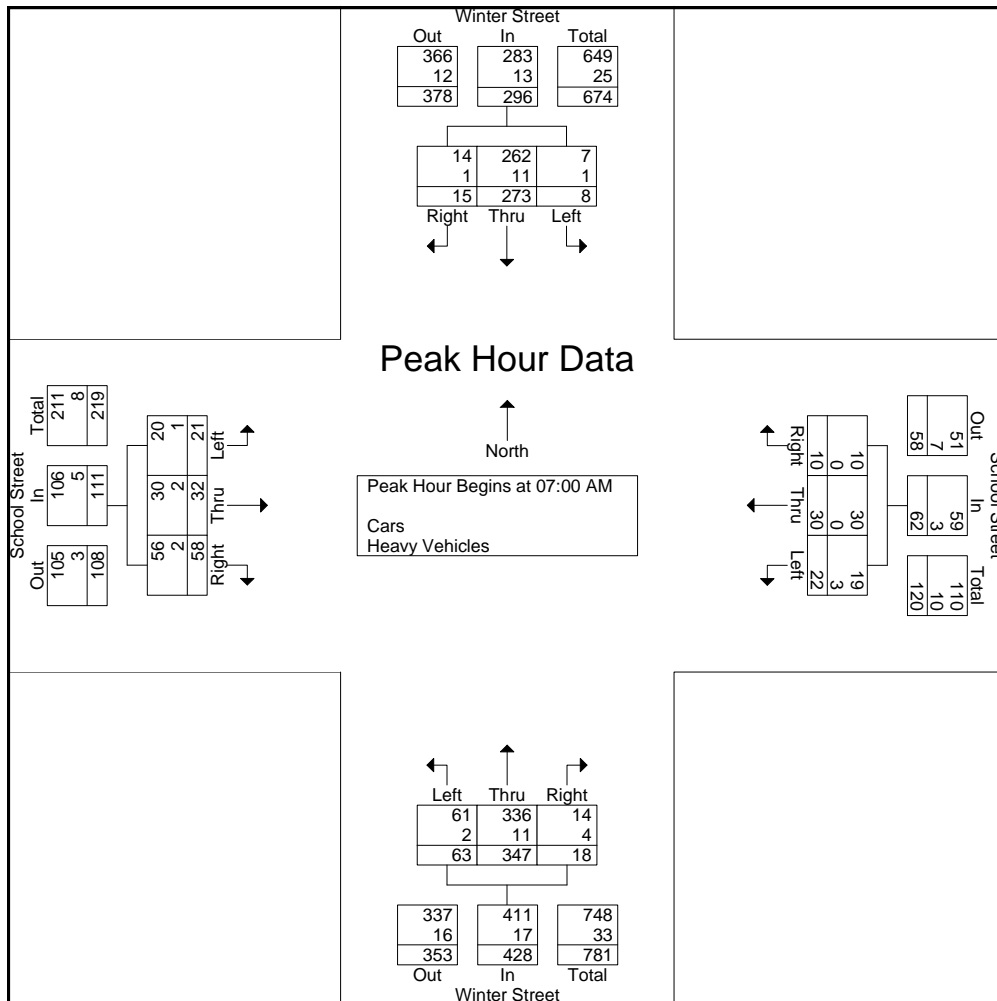 Winter Street
Out In Total
366 283 649
12 13 25
378 296 674
14 262 7
1 11 1
15 273 8
Right Thru Left
Peak Hour Data
North
Peak Hour Begins at 07:00 AM
Cars
Heavy Vehicles
School Street
Out In Total
105 106 211
3 5 8
108 111 219
Left Thru Right
20 30 56
1 2 2
21 32 58
School Street
Out In Total
51 59 110
7 3 10
58 62 120
Right Thru Left
10 30 19
0 0 3
10 30 22
Left Thru Right
61 336 14
2 11 4
63 347 18
337 411 748
16 17 33
353 428 781
Out In Total
Winter Street